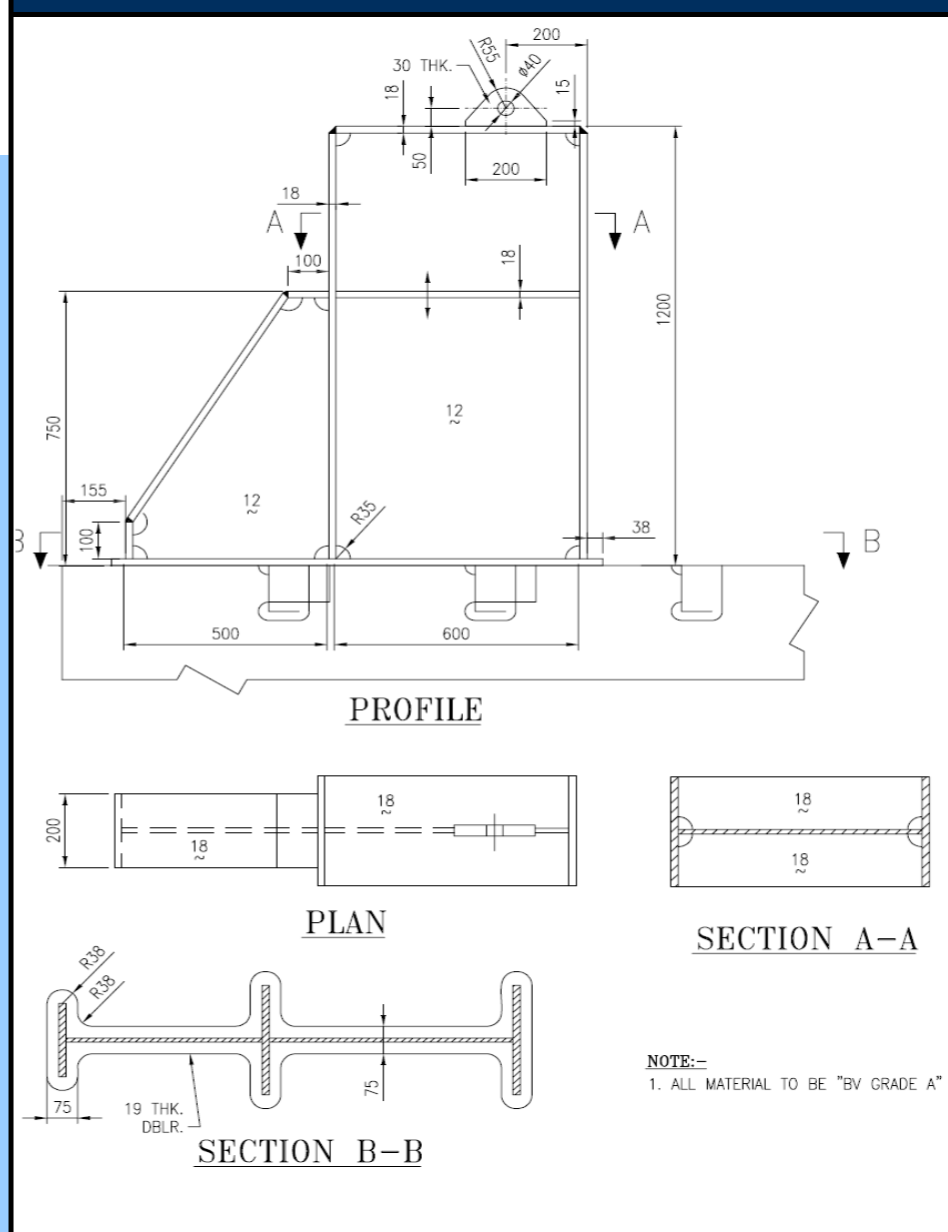 200
R55
ø40
30 THK.
15
18
50
200
18
A
A
100
18
1200
750
12
~
155
12
~
R35
38
B
100
B
500
600
PROFILE
200
18
~
18
~
PLAN
18
~
18
~
SECTION A-A
R38
R38
75
75
19 THK.
DBLR.
SECTION B-B
NOTE:-
1. ALL MATERIAL TO BE "BV GRADE A"